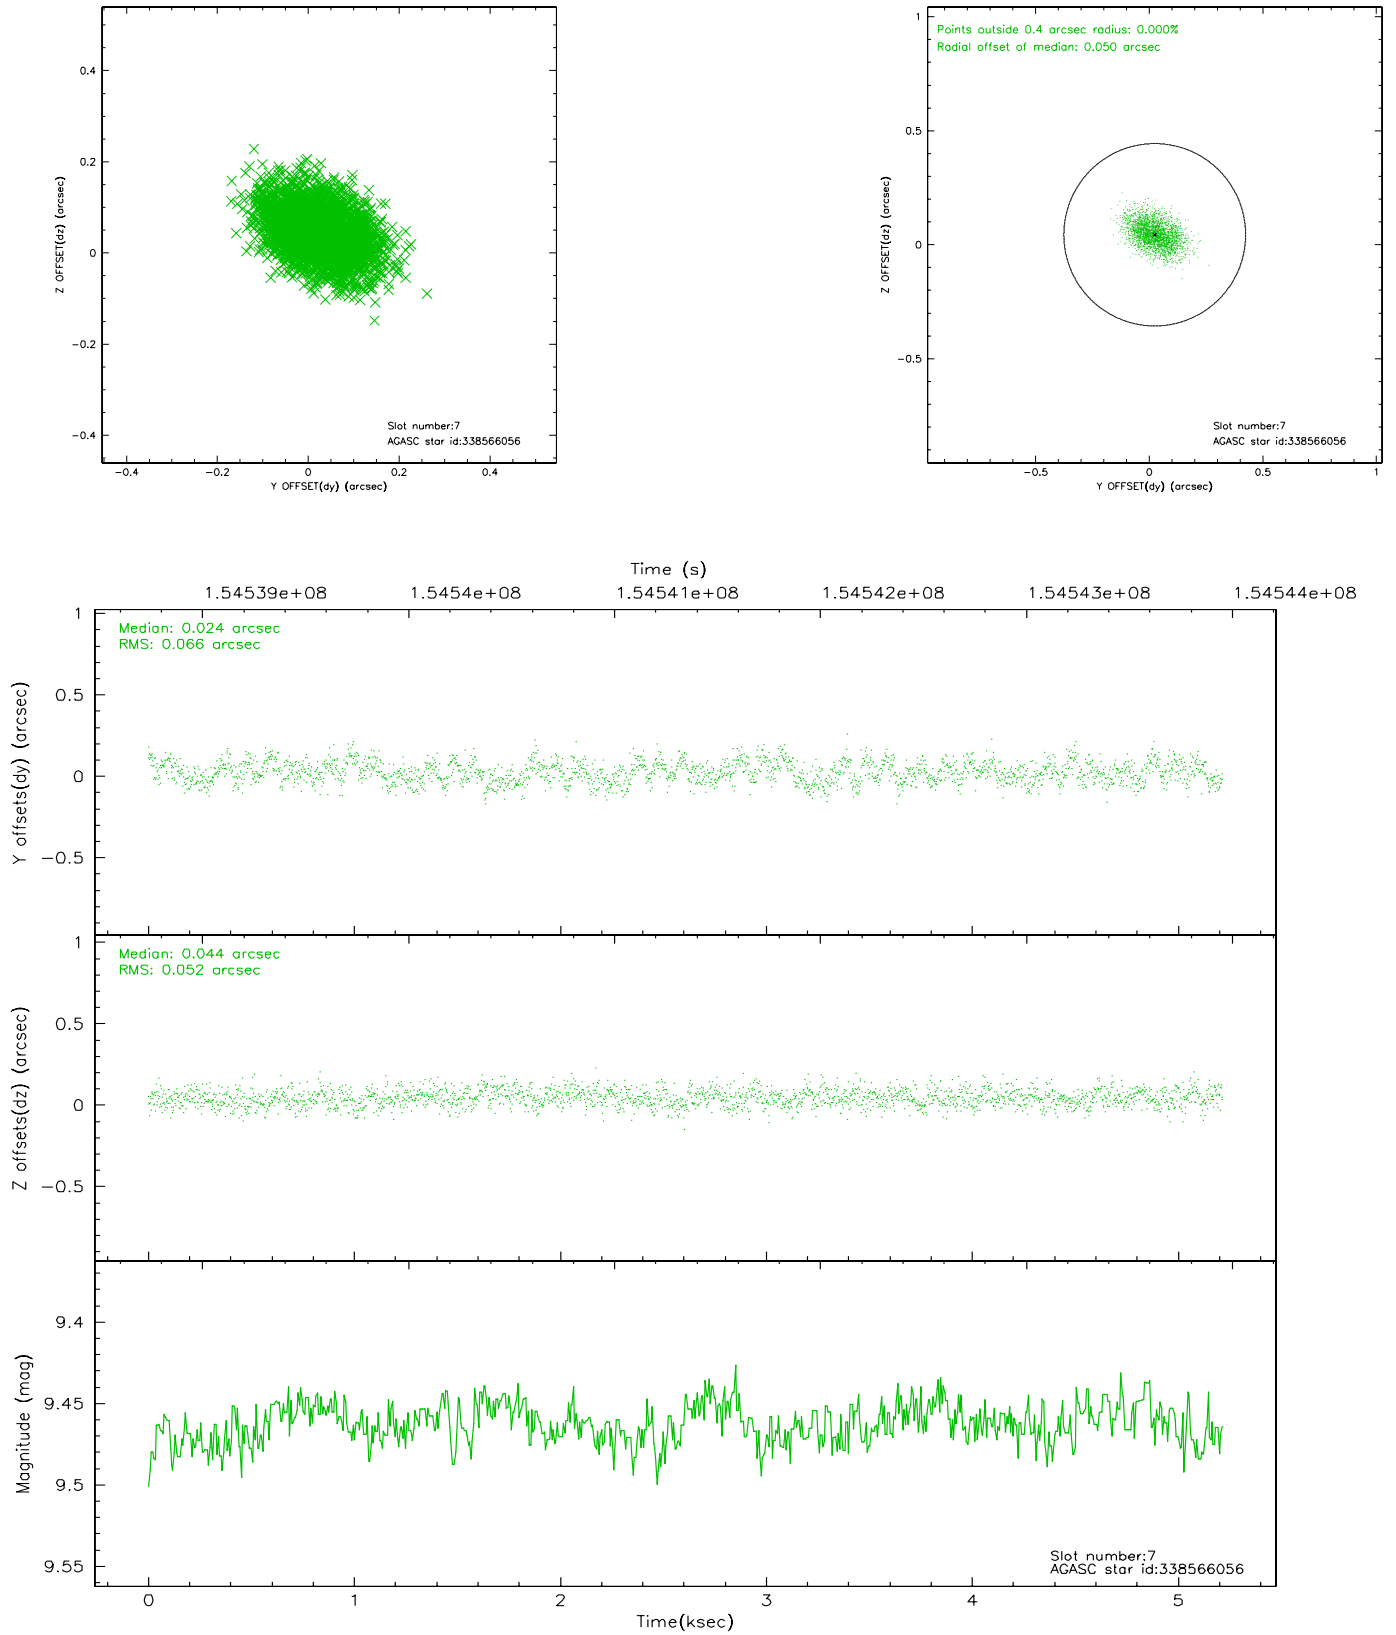 0.4
0.2
0
−0.2
−0.4
Z OFFSET(dz) (arcsec)
−0.4 −0.2 0 0.2 0.4
Y OFFSET(dy) (arcsec)
Slot number:7
AGASC star id:338566056
Points outside 0.4 arcsec radius: 0.000%
Radial offset of median: 0.050 arcsec
1
0.5
0
−0.5
Z OFFSET(dz) (arcsec)
−0.5 0 0.5 1
Y OFFSET(dy) (arcsec)
Slot number:7
AGASC star id:338566056
Time (s)
1.54539e+08 1.5454e+08 1.54541e+08 1.54542e+08 1.54543e+08 1.54544e+08
Median: 0.024 arcsec
RMS: 0.066 arcsec
1
0.5
0
−0.5
Y offsets(dy) (arcsec)
Median: 0.044 arcsec
RMS: 0.052 arcsec
1
0.5
0
−0.5
Z offsets(dz) (arcsec)
9.4
9.45
9.5
9.55
Magnitude (mag)
Slot number:7
AGASC star id:338566056
0 1 2 3 4 5
Time(ksec)